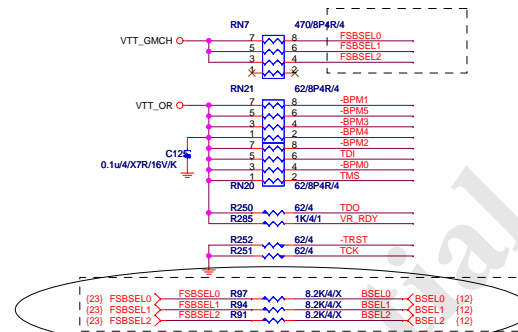 RN7 470/8P4R/4
VTT_GMCH 7 8 FSBSEL0
5 6 FSBSEL1
3 4 FSBSEL2
1 2
RN21 62/8P4R/4
VTT_OR 7 8 -BPM1
5 6 -BPM5
3 4 -BPM3
1 2 -BPM4
7 8 -BPM2
C125 5 6 TDI
0.1u/4/X7R/16V/K 3 4 -BPM0
1 2 TMS
RN20 62/8P4R/4
R250 62/4 TDO
R285 1K/4/1 VR_RDY
R252 62/4 -TRST
R251 62/4 TCK
{23} FSBSEL0 FSBSEL0 R97 8.2K/4/X BSEL0 BSEL0 {12}
{23} FSBSEL1 FSBSEL1 R94 8.2K/4/X BSEL1 BSEL1 {12}
{23} FSBSEL2 FSBSEL2 R91 8.2K/4/X BSEL2 BSEL2 {12}